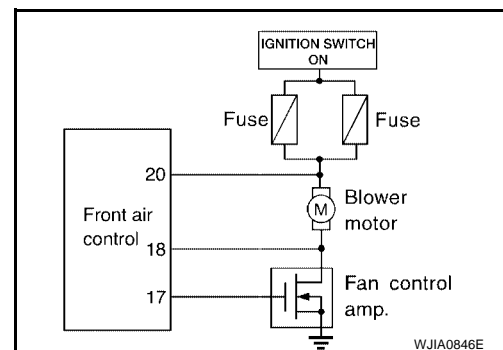 IGNITION SWITCH
ON
Fuse
Fuse
20
Blower
motor
M
Front air
control
18
17
Fan control
amp.
WJIA0846E